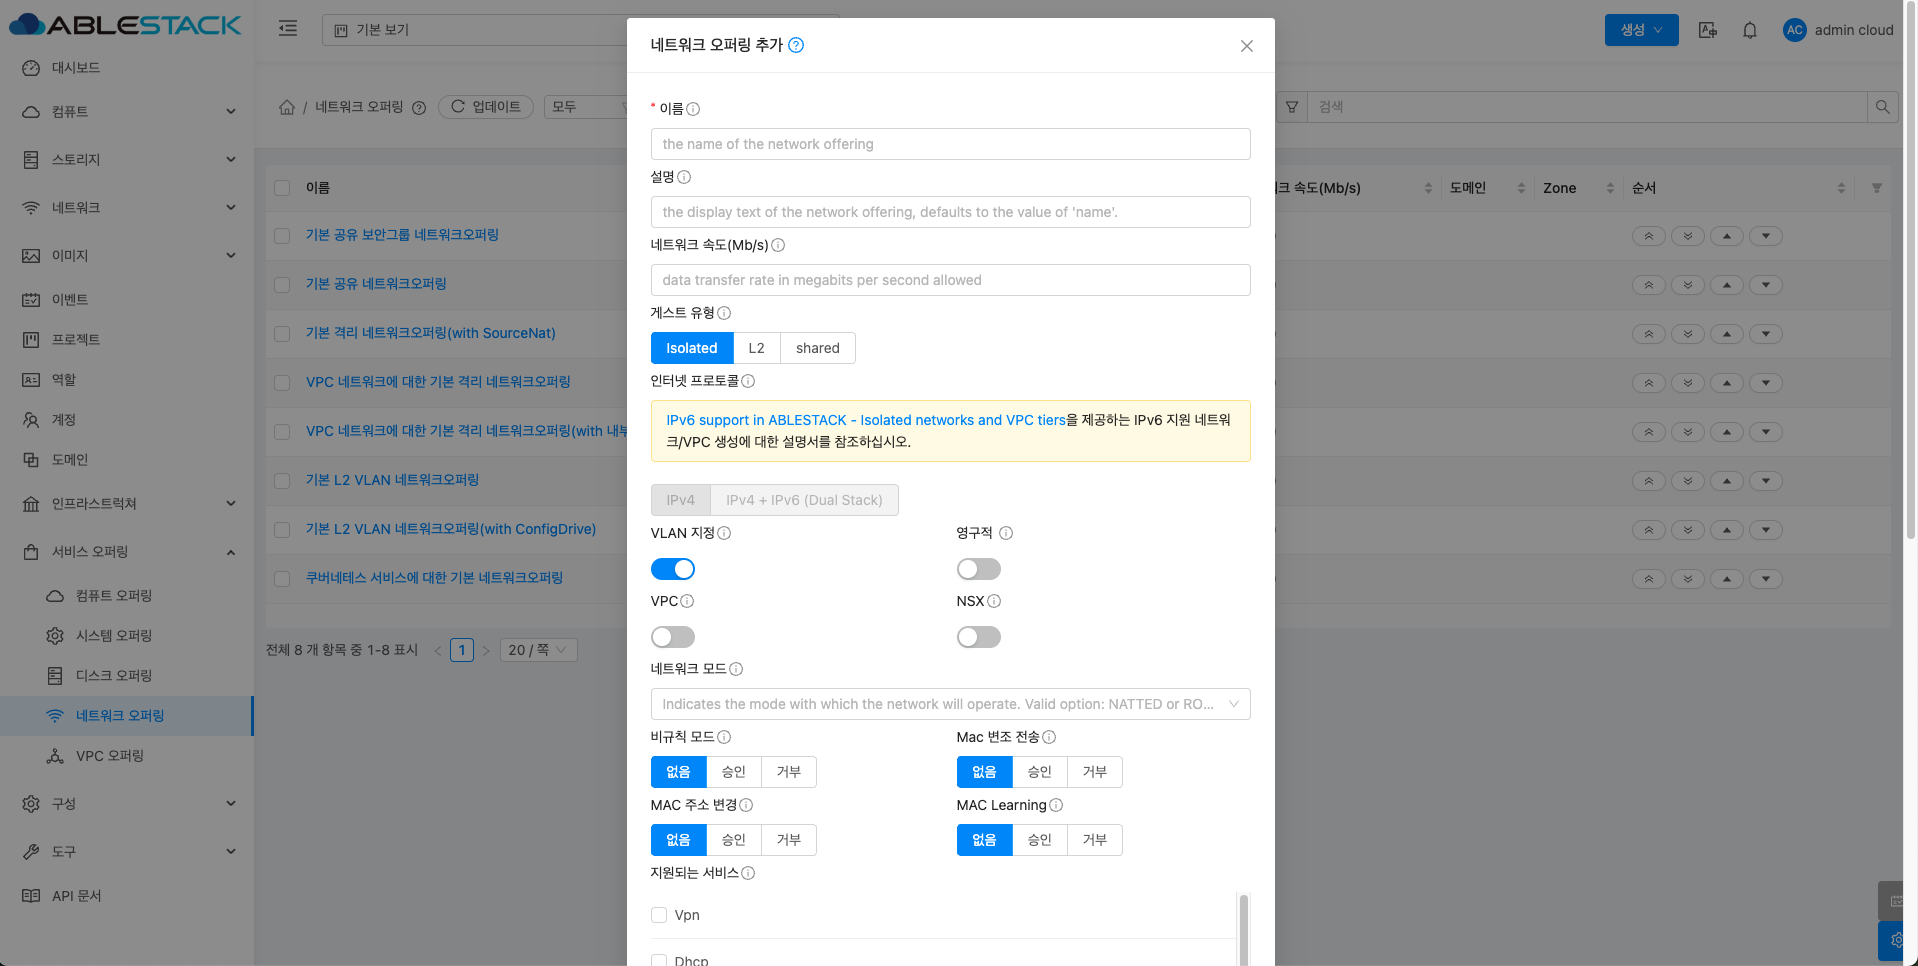 ABLESTACK
기본 보기
생성
AC
admin cloud
대시보드
컴퓨트
스토리지
네트워크
이미지
이벤트
프로젝트
역할
계정
도메인
인프라스트럭쳐
서비스 오퍼링
컴퓨트 오퍼링
시스템 오퍼링
디스크 오퍼링
네트워크 오퍼링
VPC 오퍼링
구성
도구
API 문서
/ 네트워크 오퍼링
업데이트
모두
검색
이름
크 속도(Mb/s)
도메인
Zone
순서
기본 공유 보안그룹 네트워크오퍼링
기본 공유 네트워크오퍼링
기본 격리 네트워크오퍼링(with SourceNat)
VPC 네트워크에 대한 기본 격리 네트워크오퍼링
VPC 네트워크에 대한 기본 격리 네트워크오퍼링(with 내부
기본 L2 VLAN 네트워크오퍼링
기본 L2 VLAN 네트워크오퍼링(with ConfigDrive)
쿠버네테스 서비스에 대한 기본 네트워크오퍼링
전체 8 개 항목 중 1-8 표시
1
20 / 쪽
네트워크 오퍼링 추가
* 이름
the name of the network offering
설명
the display text of the network offering, defaults to the value of 'name'.
네트워크 속도(Mb/s)
data transfer rate in megabits per second allowed
게스트 유형
Isolated L2 shared
인터넷 프로토콜
IPv6 support in ABLESTACK - Isolated networks and VPC tiers을 제공하는 IPv6 지원 네트워
크/VPC 생성에 대한 설명서를 참조하십시오.
IPv4 IPv4 + IPv6 (Dual Stack)
VLAN 지정 영구적
VPC NSX
네트워크 모드
Indicates the mode with which the network will operate. Valid option: NATTED or RO...
비규칙 모드 Mac 변조 전송
없음 승인 거부 없음 승인 거부
MAC 주소 변경 MAC Learning
없음 승인 거부 없음 승인 거부
지원되는 서비스
Vpn
Dhcp